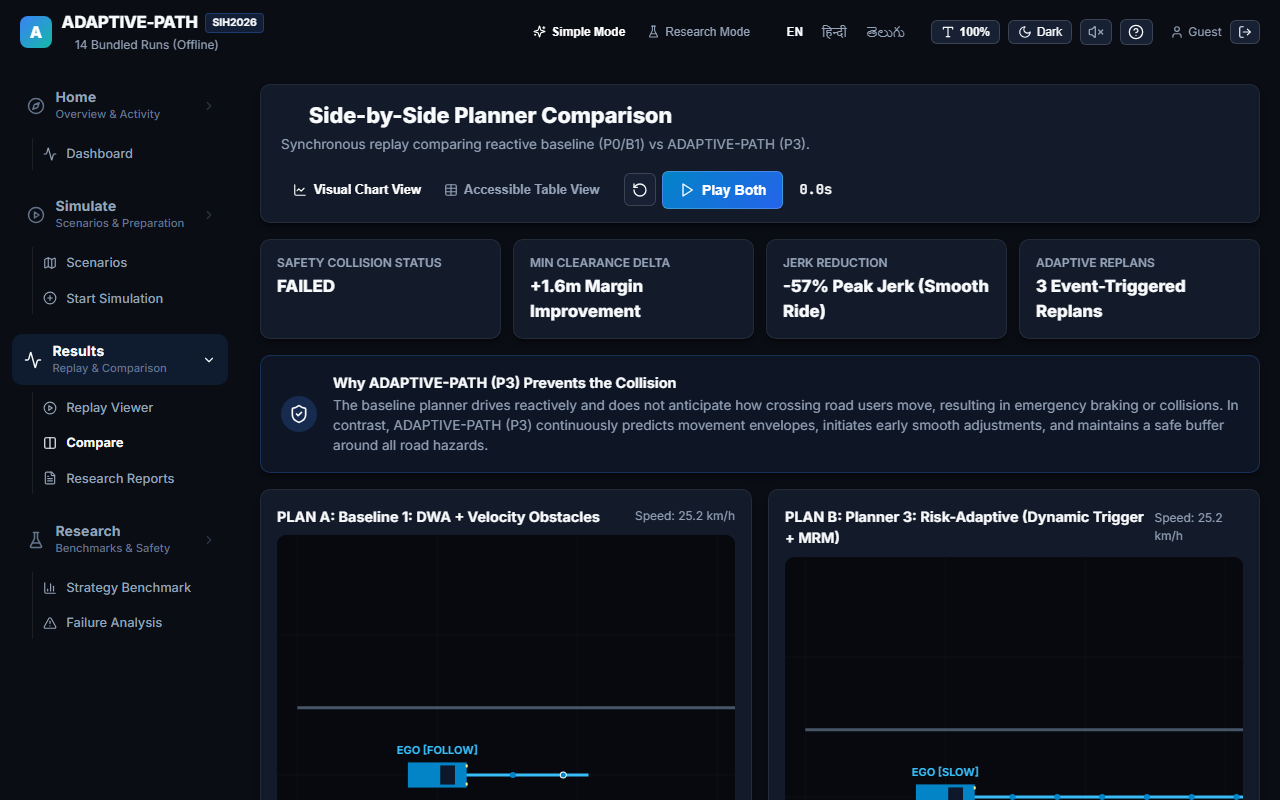 A
ADAPTIVE-PATH SIH2026
14 Bundled Runs (Offline)
Simple Mode
Research Mode
EN
हिन्दी
తెలుగు
100%
Dark
Guest
Home
Overview & Activity
Dashboard
Simulate
Scenarios & Preparation
Scenarios
Start Simulation
Results
Replay & Comparison
Replay Viewer
Compare
Research Reports
Research
Benchmarks & Safety
Strategy Benchmark
Failure Analysis
Side-by-Side Planner Comparison
Synchronous replay comparing reactive baseline (P0/B1) vs ADAPTIVE-PATH (P3).
Visual Chart View
Accessible Table View
Play Both
0.0s
SAFETY COLLISION STATUS
FAILED
MIN CLEARANCE DELTA
+1.6m Margin
Improvement
JERK REDUCTION
-57% Peak Jerk (Smooth
Ride)
ADAPTIVE REPLANS
3 Event-Triggered
Replans
Why ADAPTIVE-PATH (P3) Prevents the Collision
The baseline planner drives reactively and does not anticipate how crossing road users move, resulting in emergency braking or collisions. In
contrast, ADAPTIVE-PATH (P3) continuously predicts movement envelopes, initiates early smooth adjustments, and maintains a safe buffer
around all road hazards.
PLAN A: Baseline 1: DWA + Velocity Obstacles
Speed: 25.2 km/h
EGO [FOLLOW]
PLAN B: Planner 3: Risk-Adaptive (Dynamic Trigger
+ MRM)
Speed: 25.2
km/h
EGO [SLOW]